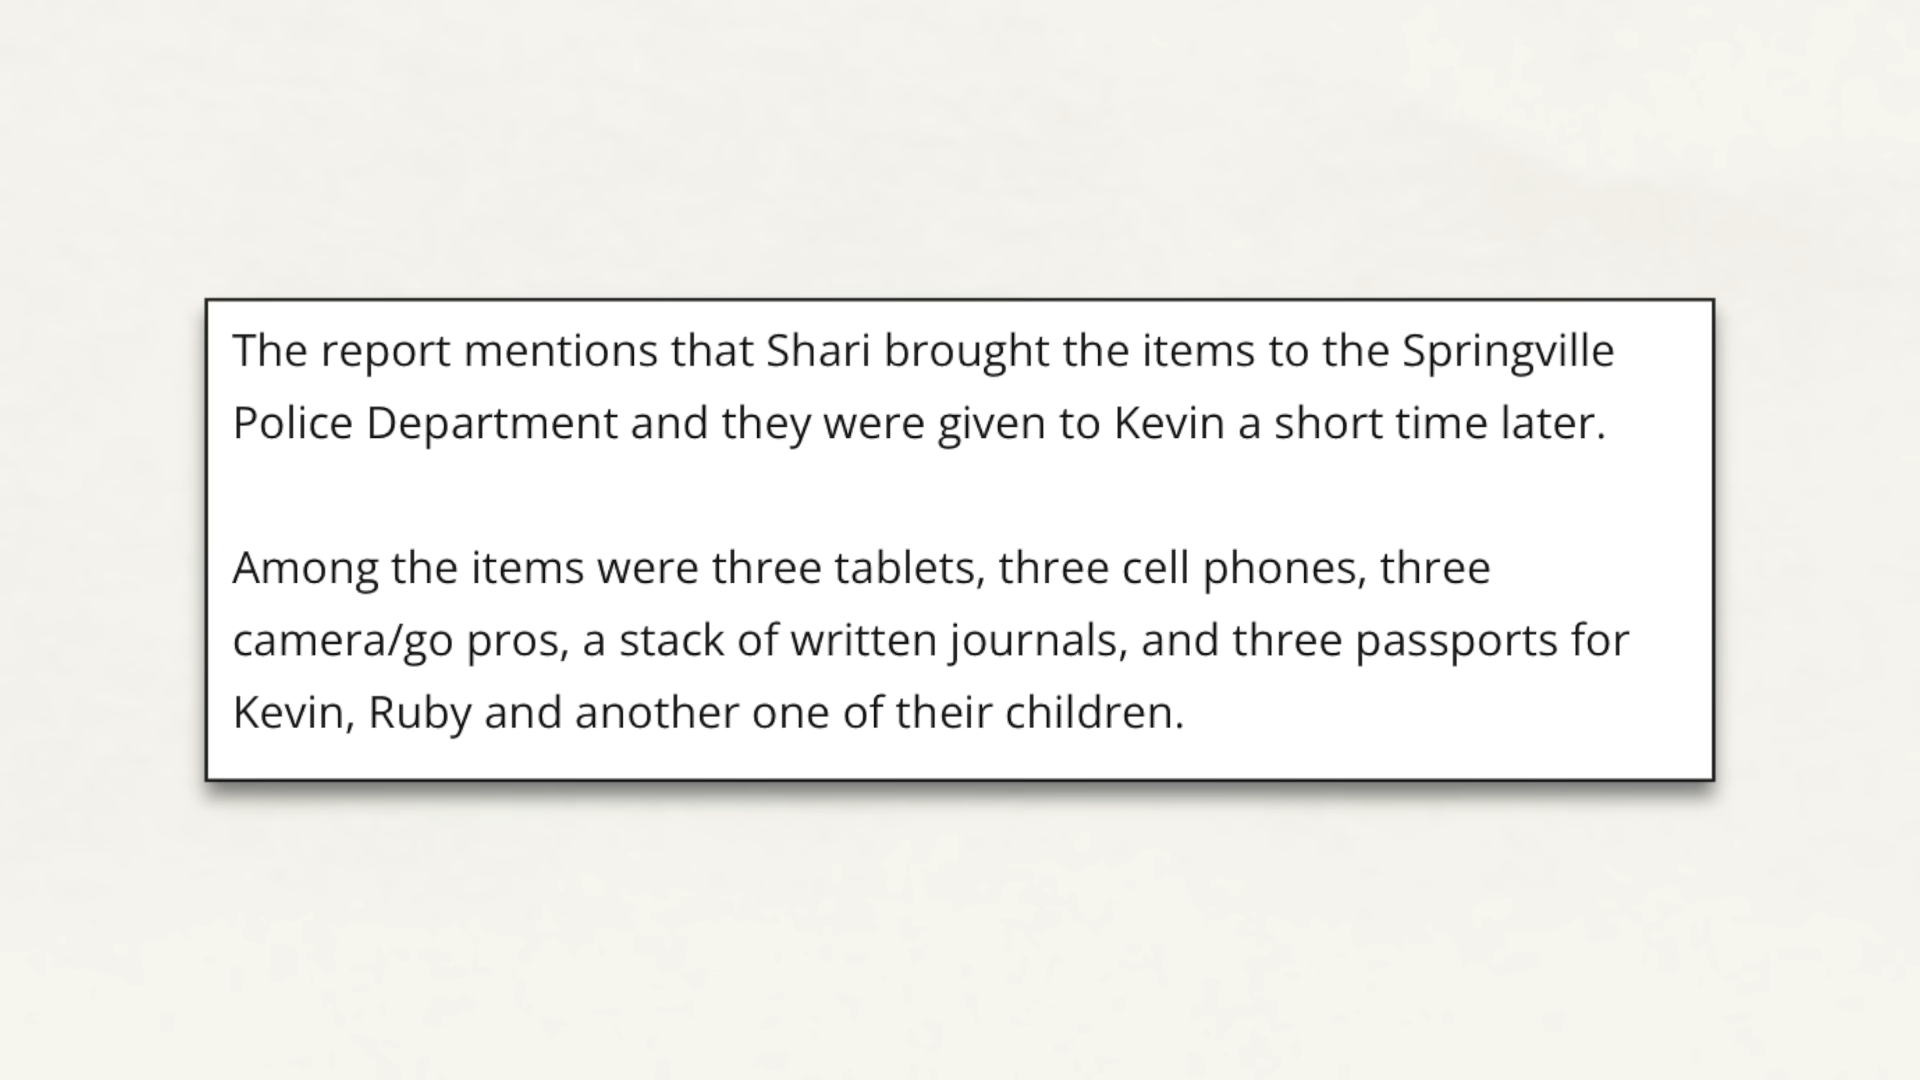 The report mentions that Shari brought the items to the Springville
Police Department and they were given to Kevin a short time later.
Among the items were three tablets, three cell phones, three
camera/go pros, a stack of written journals, and three passports for
Kevin, Ruby and another one of their children.